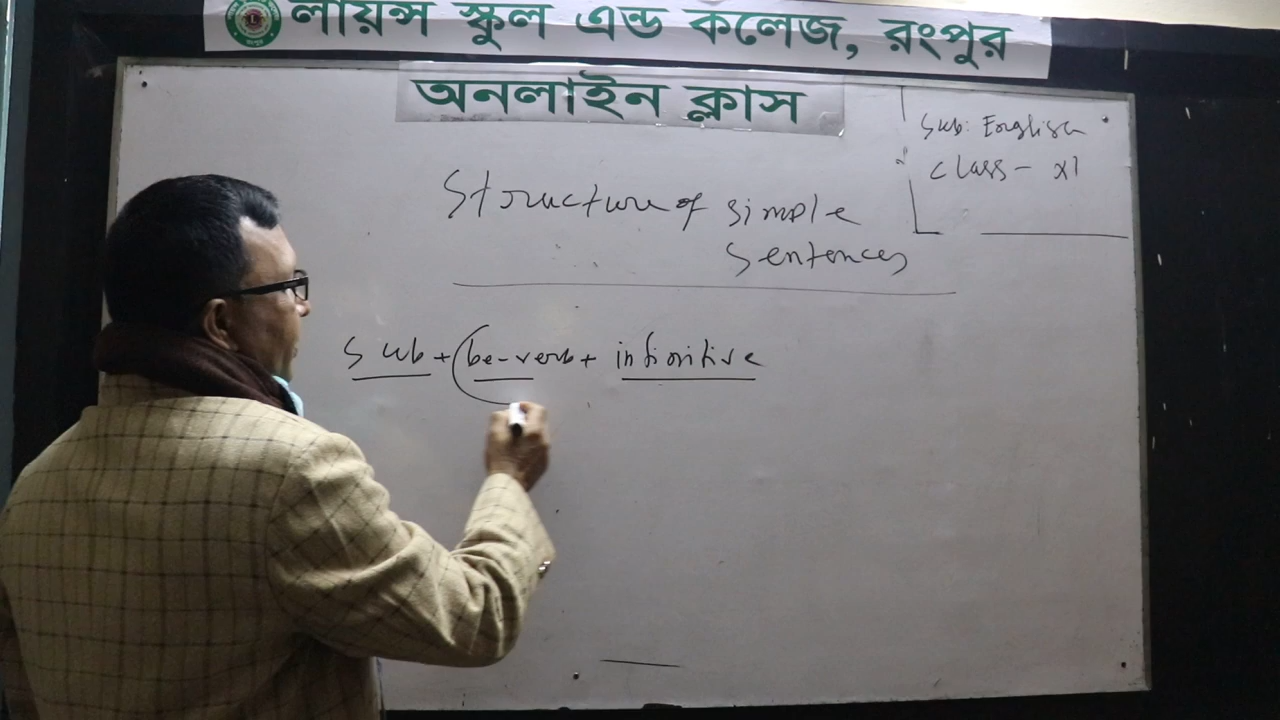 লায়ন্স স্কুল এন্ড কলেজ, রংপুর
অনলাইন ক্লাস
Sub: English
class - XI
Structure of simple
sentences
Sub + (be-verb + infinitive